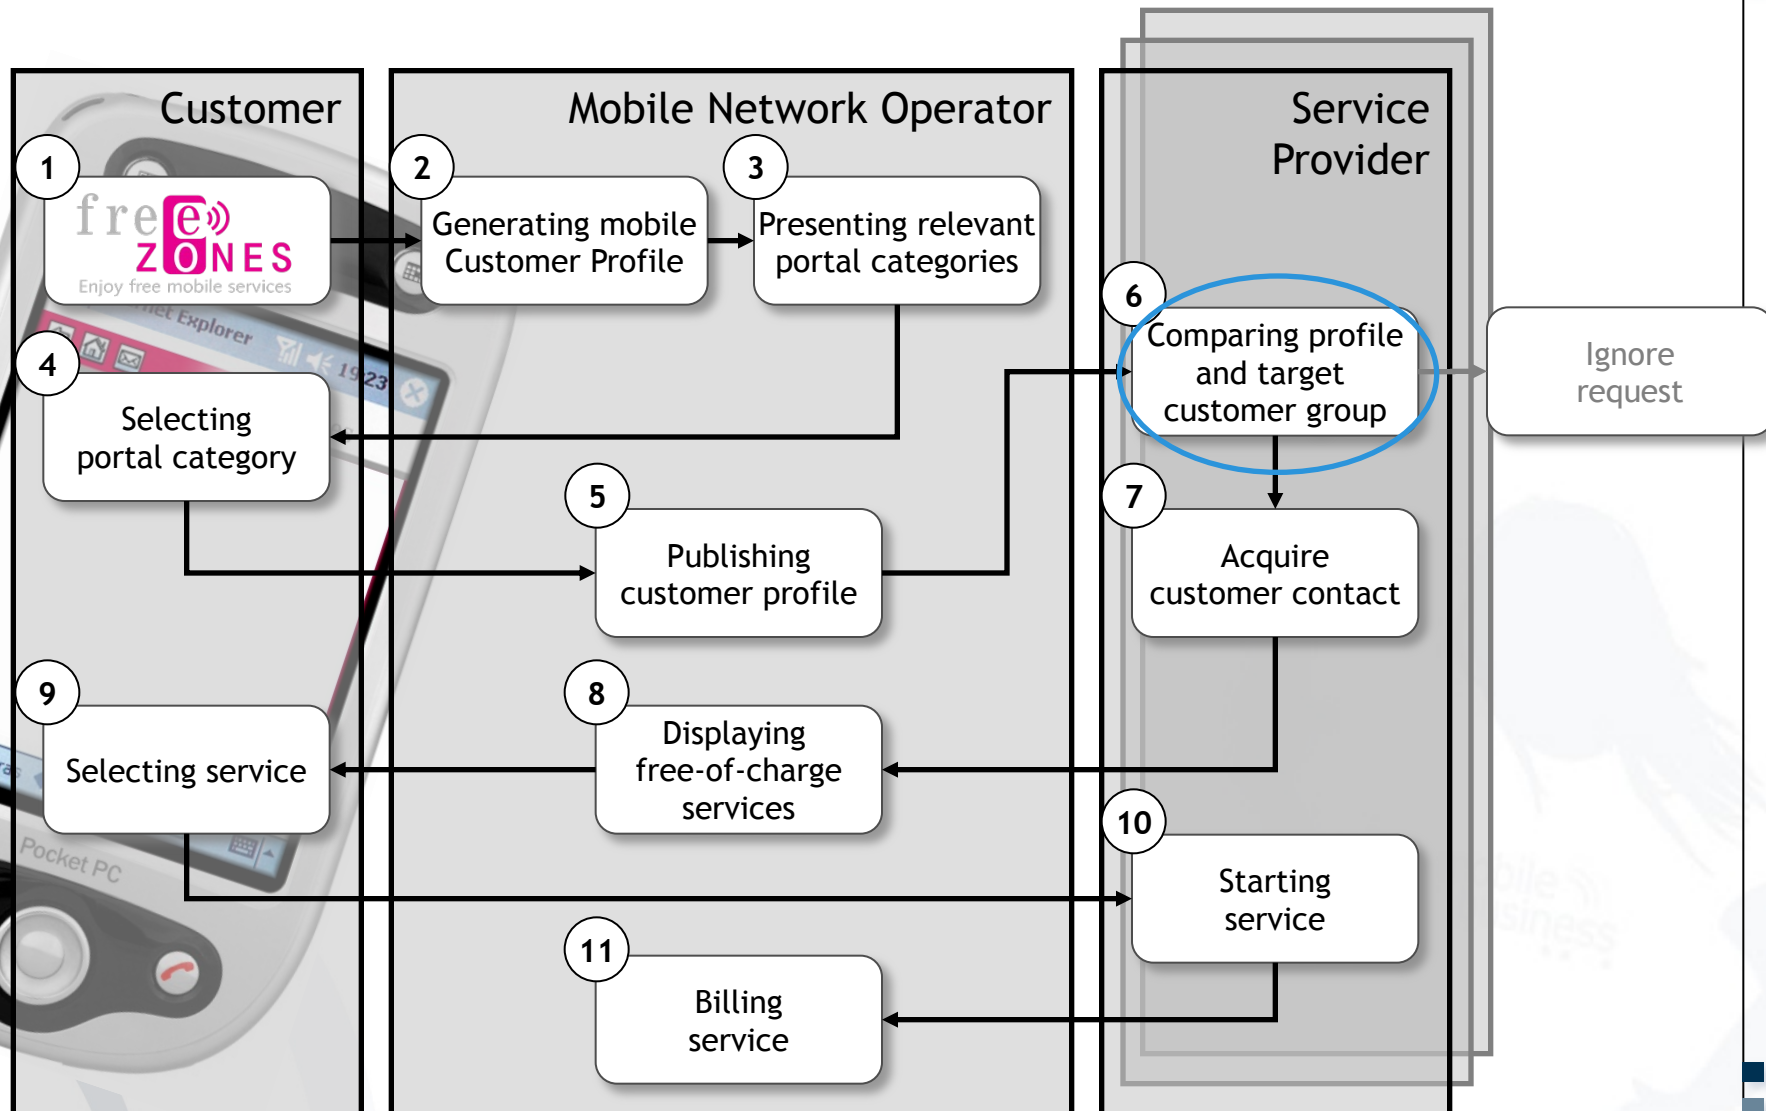 Customer
Mobile Network Operator
Service
Provider
1
free
ZONES
Enjoy free mobile services
2
Generating mobile
Customer Profile
3
Presenting relevant
portal categories
Explorer
19:23
4
Selecting
portal category
5
Publishing
customer profile
6
Comparing profile
and target
customer group
Ignore
request
7
Acquire
customer contact
8
Displaying
free-of-charge
services
9
Selecting service
Pocket PC
10
Starting
service
11
Billing
service